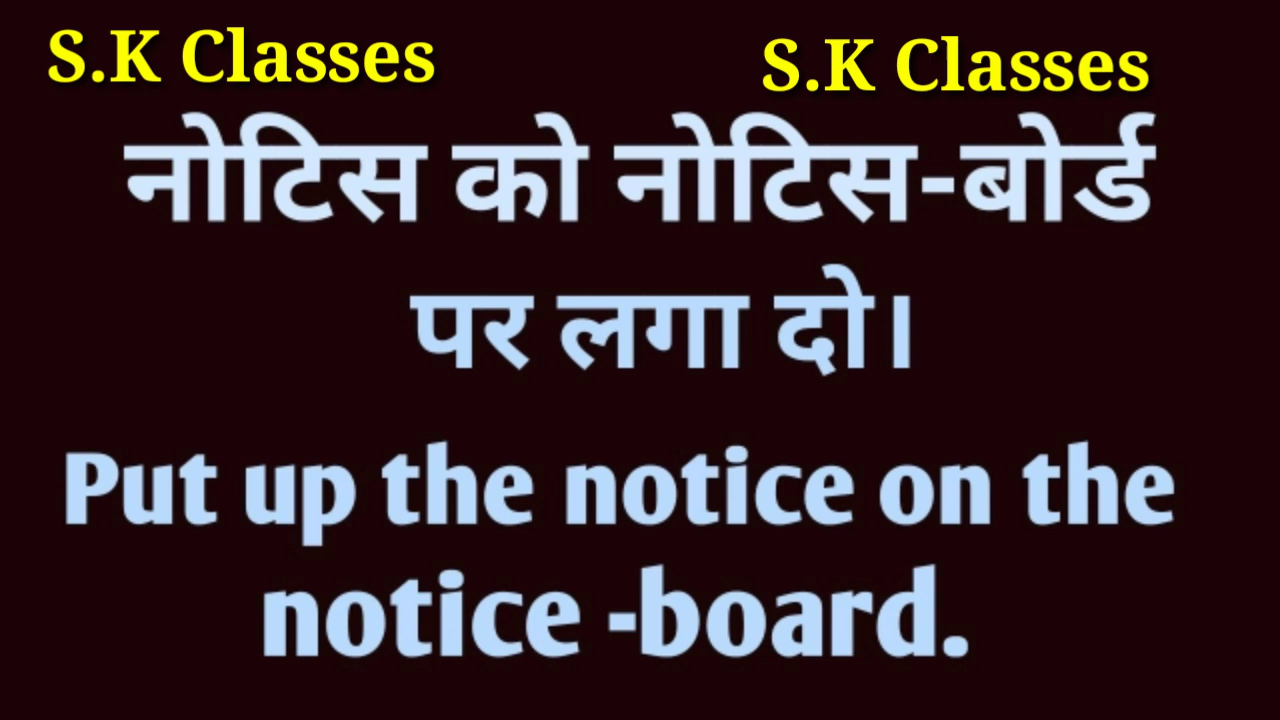 S.K Classes S.K Classes
नोटिस को नोटिस-बोर्ड
पर लगा दो।
Put up the notice on the
notice -board.